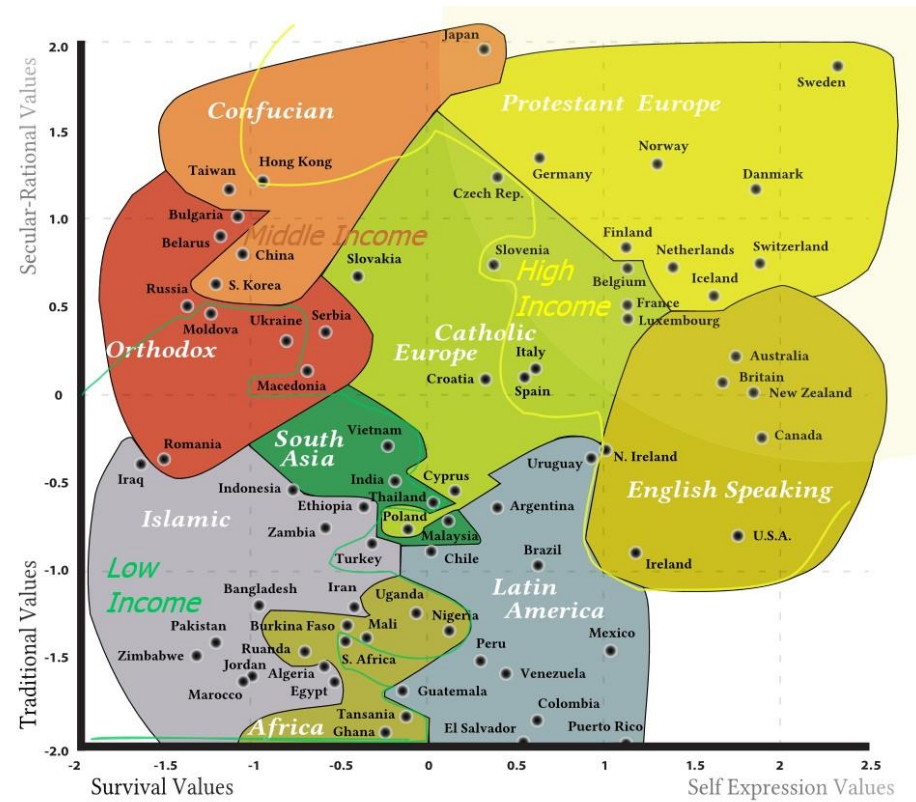 Japan
2.0
Sweden
Confucian
Protestant Europe
1.5
Hong Kong
Taiwan
Germany
Norway
Czech Rep.
Danmark
Bulgaria
1.0
Belarus
Middle Income
China
Slovakia
Slovenia
Finland
Netherlands
Switzerland
High
Income
Belgium
Iceland
Russia
S. Korea
0.5
Moldova
Ukraine
Serbia
France
Luxembourg
Orthodox
Catholic
Europe
Italy
Australia
Macedonia
Croatia
Spain
Britain
New Zealand
0
South
Asia
Vietnam
Canada
Romania
Iraq
Uruguay
N. Ireland
-0.5
Indonesia
India
Cyprus
English Speaking
Ethiopia
Thailand
Argentina
Islamic
Poland
Zambia
Malaysia
U.S.A.
Turkey
Chile
Brazil
Ireland
-1.0
Low
Income
Latin
America
Bangladesh
Iran
Uganda
Pakistan
Burkina Faso
Mali
Nigeria
Mexico
Zimbabwe
Ruanda
S. Africa
Peru
-1.5
Jordan
Algeria
Venezuela
Marocco
Egypt
Guatemala
Africa
Tansania
Ghana
El Salvador
Colombia
Puerto Rico
-2.0
-2
-1
-0.5
0
0.5
1
1.5
2.0
2.5
Survival Values
Self Expression Values
Secular-Rational Values
Traditional Values